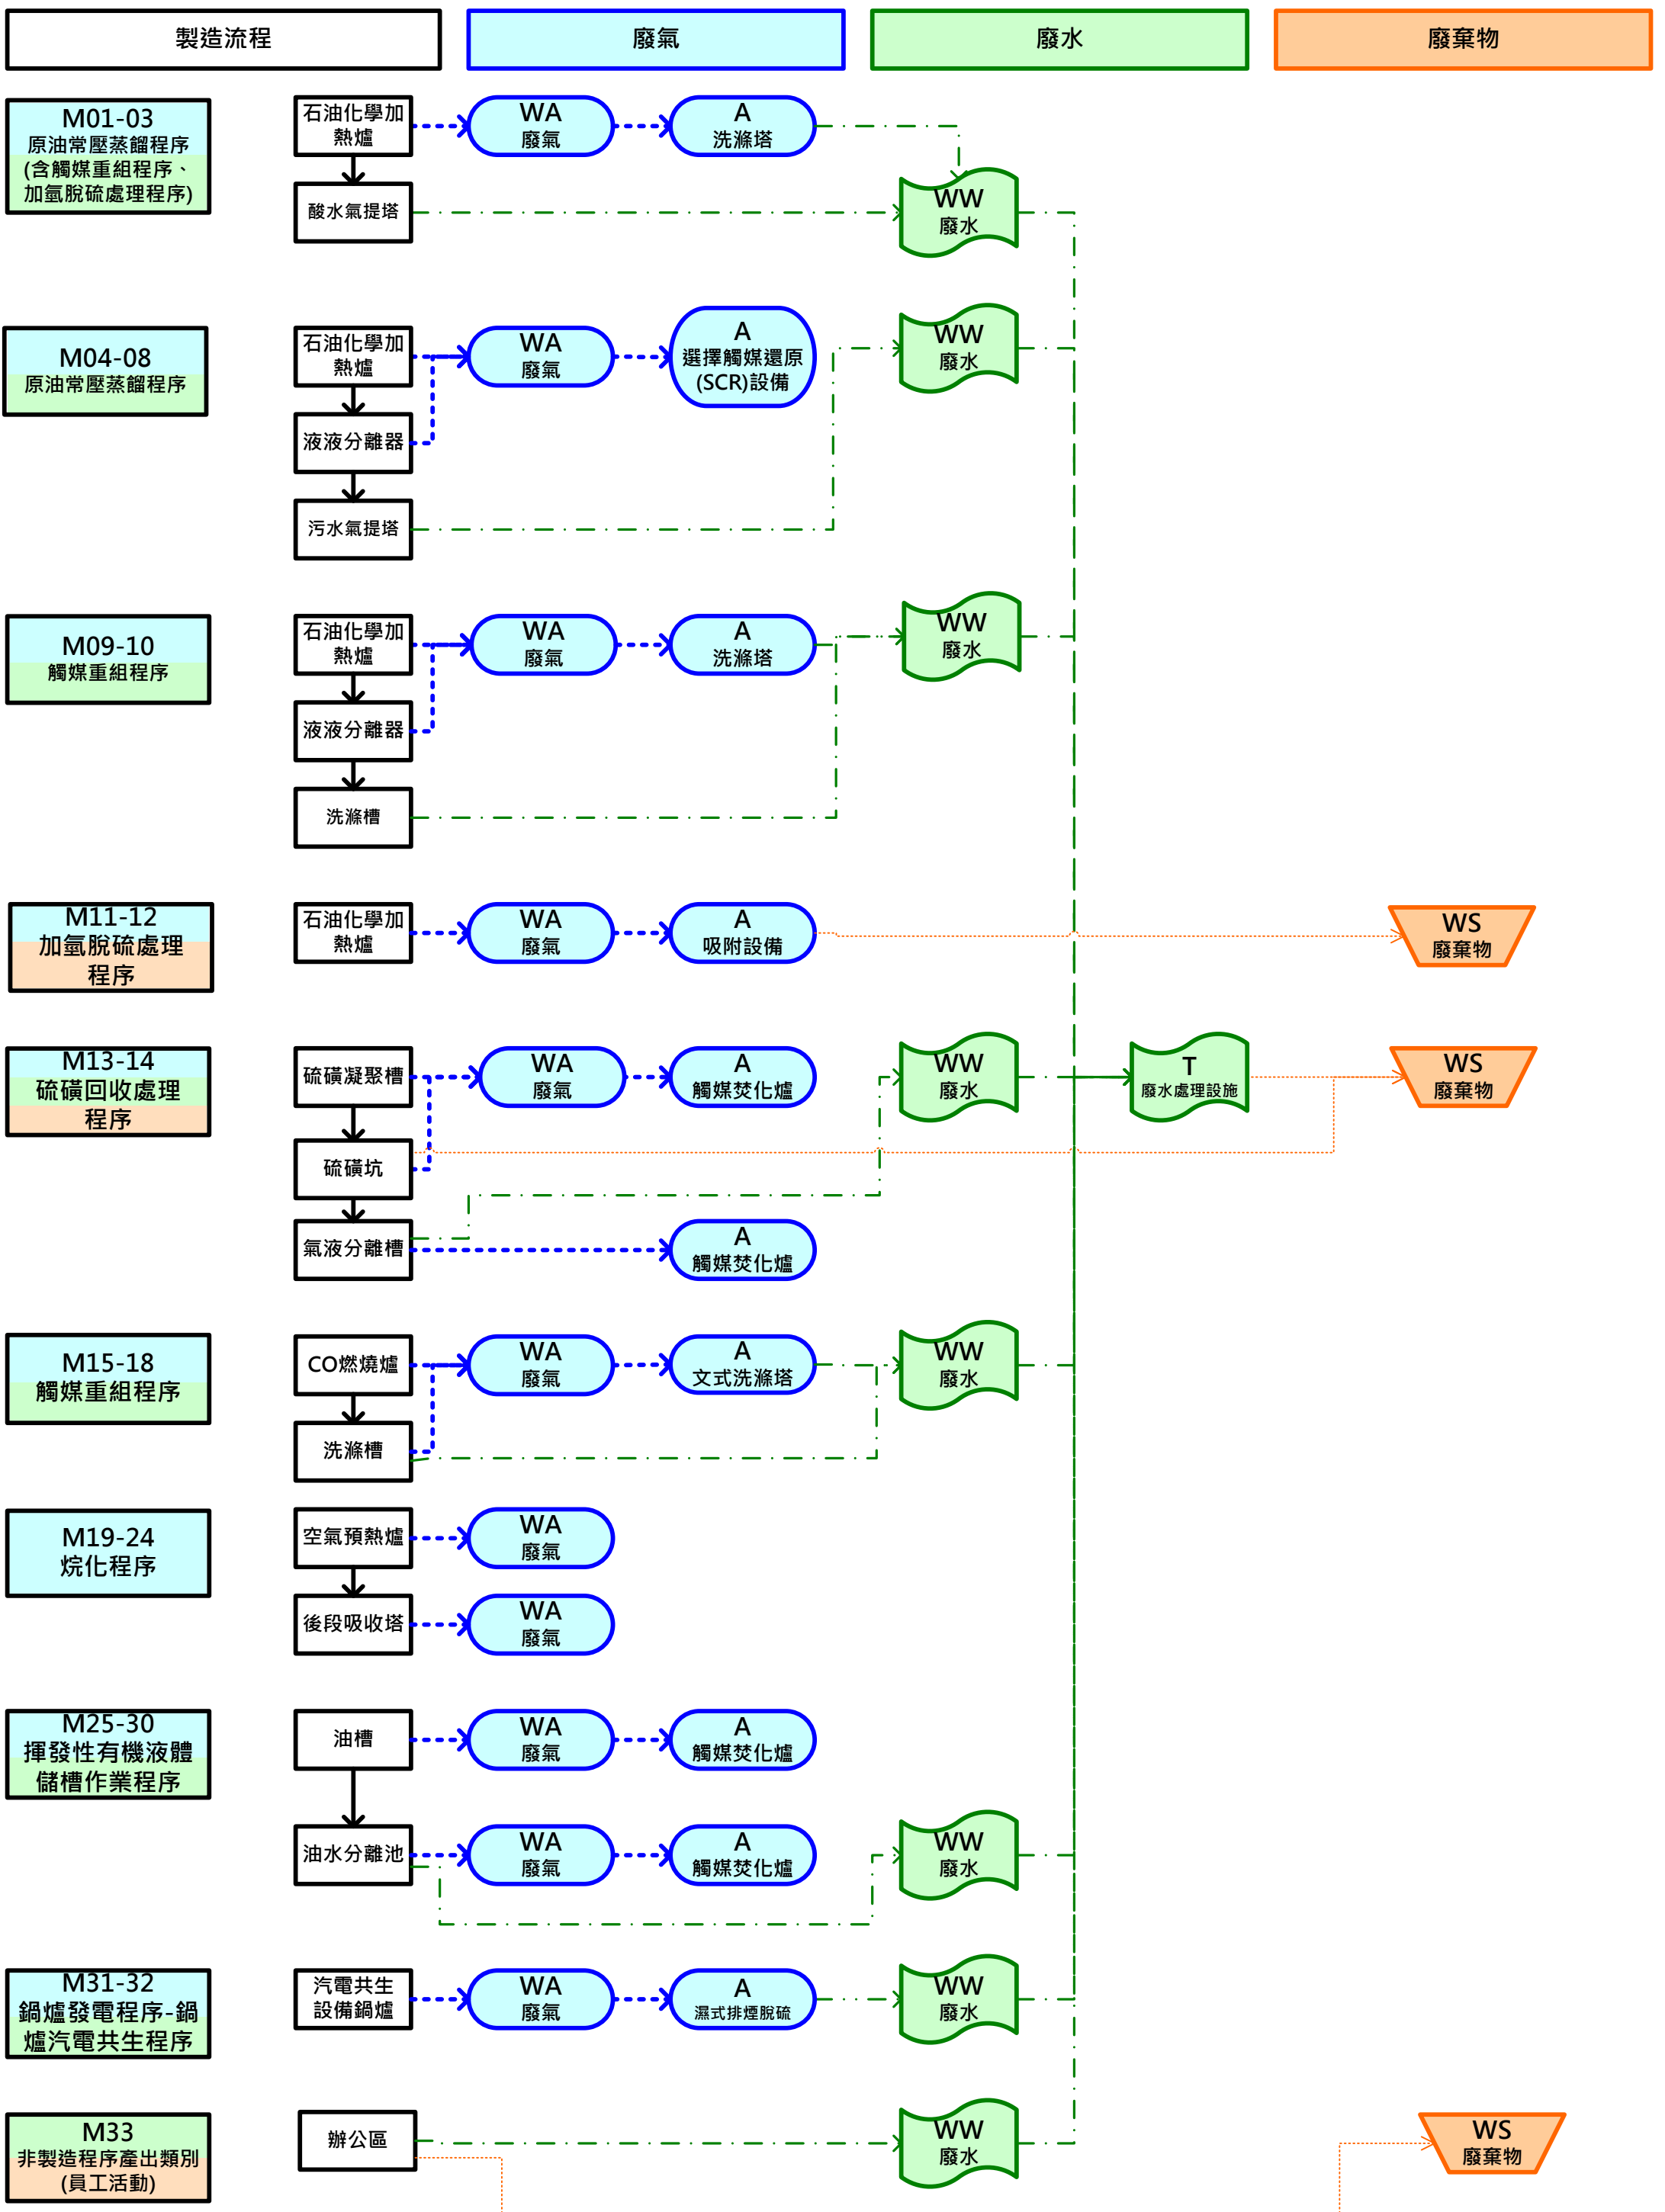 製造流程
廢氣
廢水
廢棄物
M01-03
原油常壓蒸餾程序
(含觸媒重組程序、
加氫脫硫處理程序)
石油化學加
熱爐
WA
廢氣
A
洗滌塔
酸水氣提塔
WW
廢水
M04-08
原油常壓蒸餾程序
石油化學加
熱爐
WA
廢氣
A
選擇觸媒還原
(SCR)設備
WW
廢水
液液分離器
污水氣提塔
M09-10
觸媒重組程序
石油化學加
熱爐
WA
廢氣
A
洗滌塔
WW
廢水
液液分離器
洗滌槽
M11-12
加氫脫硫處理
程序
石油化學加
熱爐
WA
廢氣
A
吸附設備
WS
廢棄物
M13-14
硫磺回收處理
程序
硫磺凝聚槽
WA
廢氣
A
觸媒焚化爐
WW
廢水
T
廢水處理設施
WS
廢棄物
硫磺坑
氣液分離槽
A
觸媒焚化爐
M15-18
觸媒重組程序
CO燃燒爐
WA
廢氣
A
文式洗滌塔
WW
廢水
洗滌槽
M19-24
烷化程序
空氣預熱爐
WA
廢氣
後段吸收塔
WA
廢氣
M25-30
揮發性有機液體
儲槽作業程序
油槽
WA
廢氣
A
觸媒焚化爐
油水分離池
WA
廢氣
A
觸媒焚化爐
WW
廢水
M31-32
鍋爐發電程序-鍋
爐汽電共生程序
汽電共生
設備鍋爐
WA
廢氣
A
濕式排煙脫硫
WW
廢水
M33
非製造程序產出類別
(員工活動)
辦公區
WW
廢水
WS
廢棄物